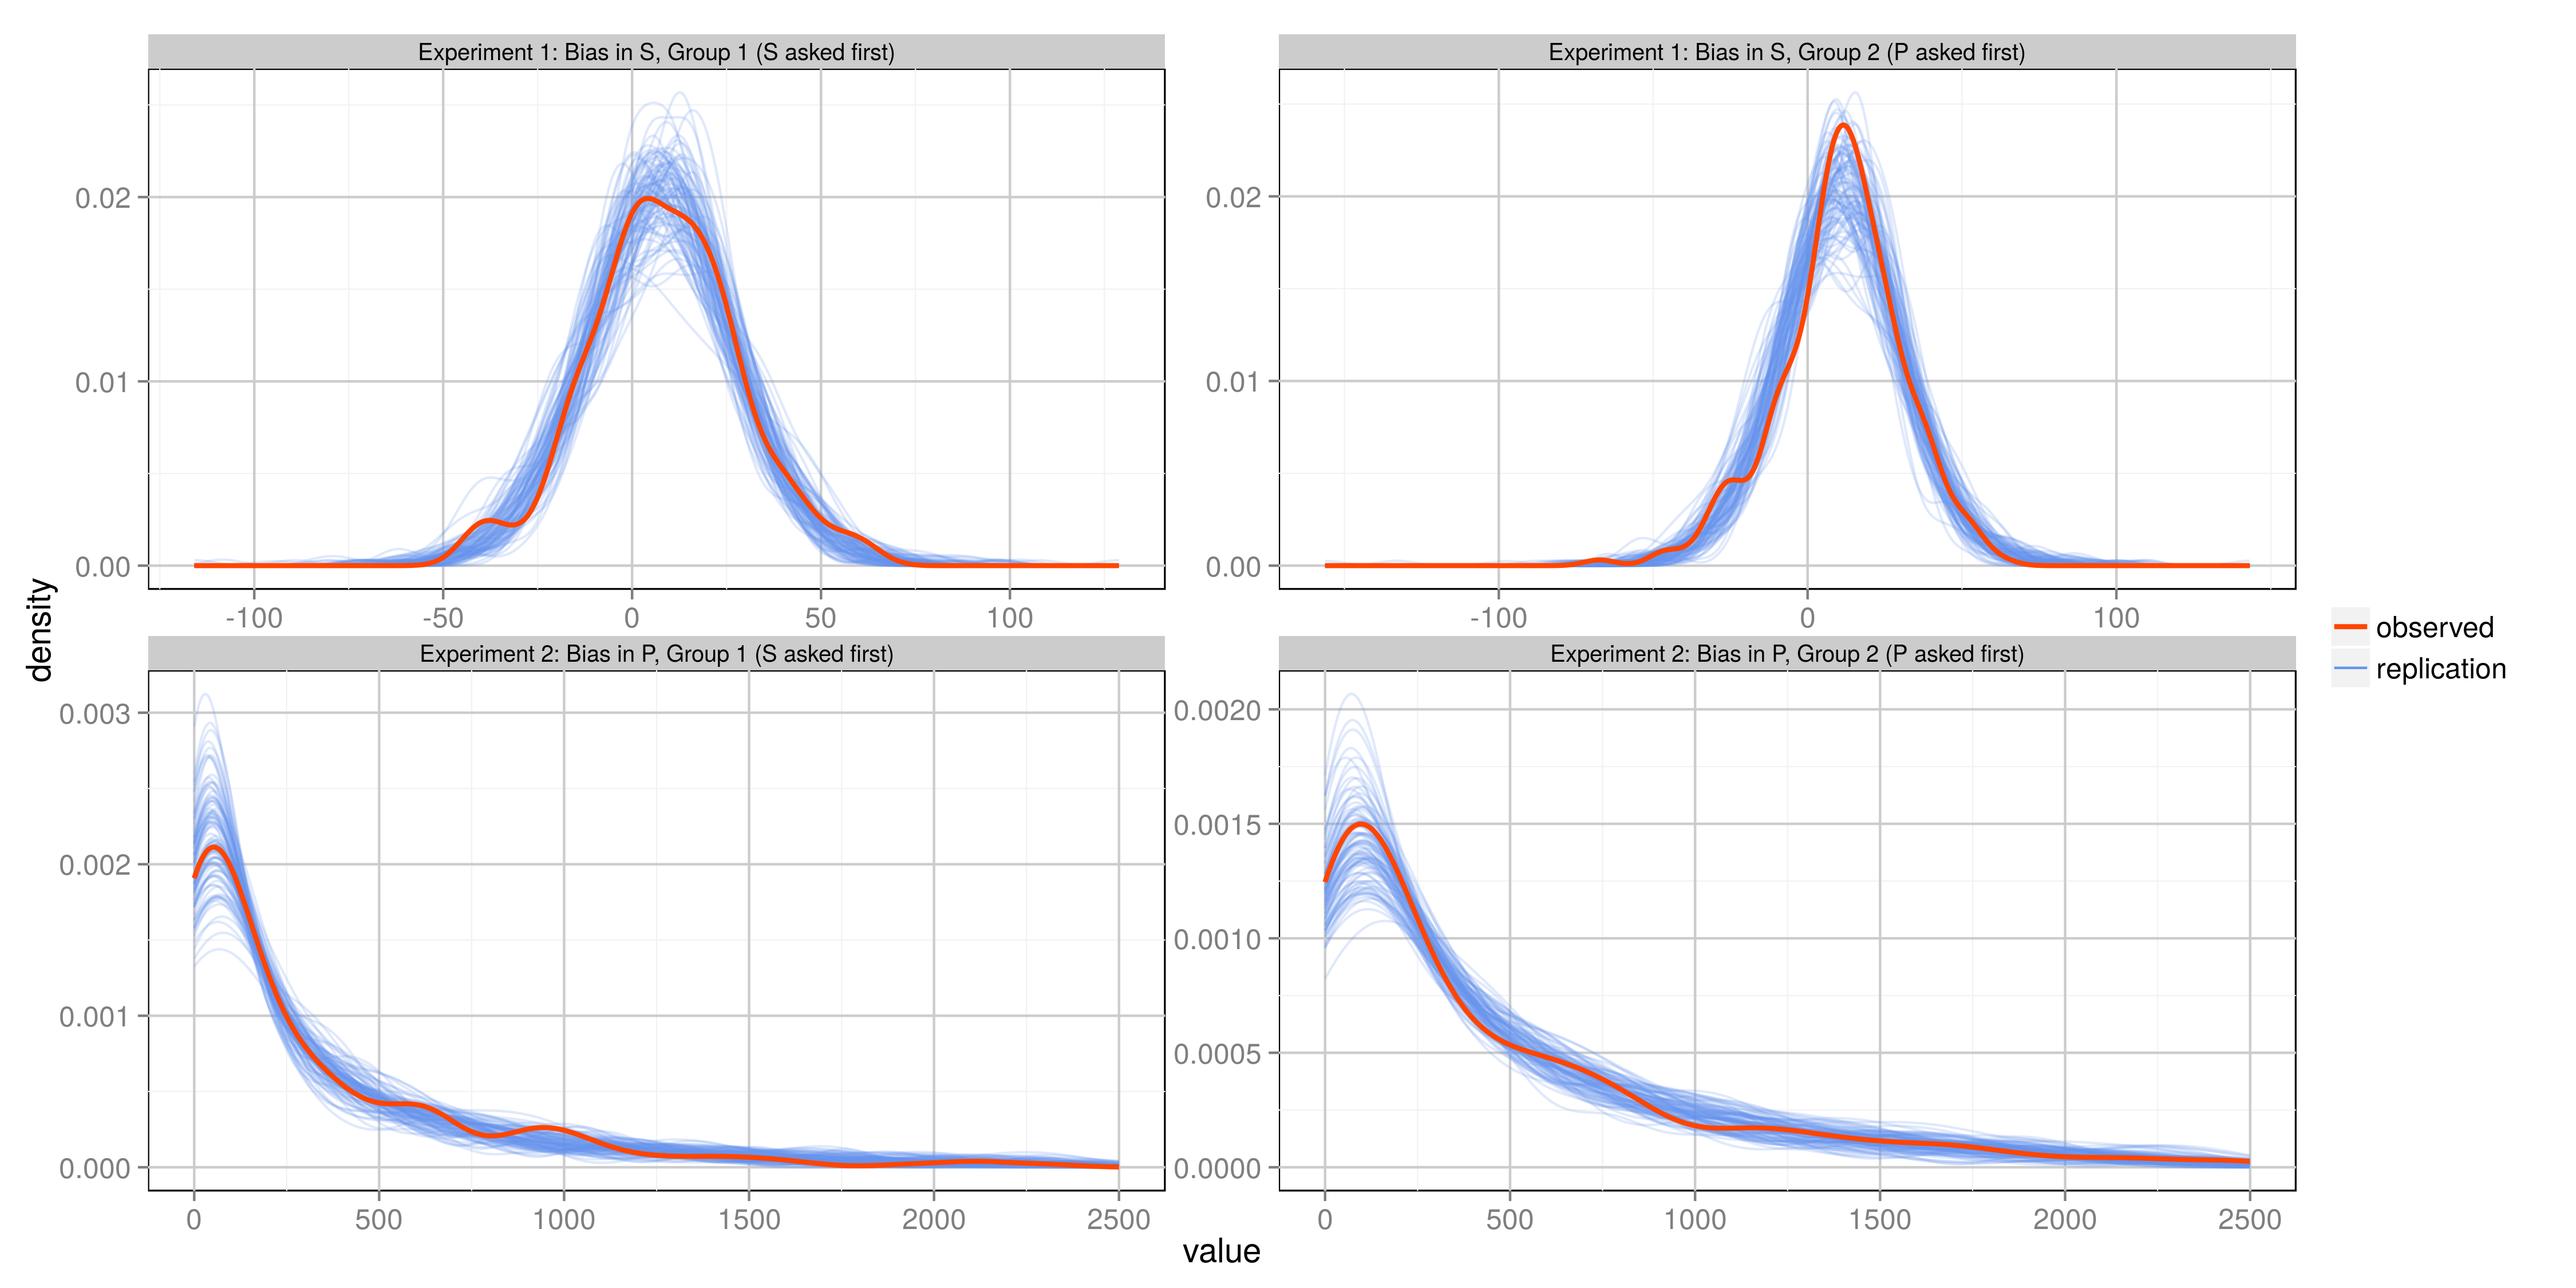 Experiment 1: Bias in S, Group 1 (S asked first)
Experiment 1: Bias in S, Group 2 (P asked first)
0.02
0.01
0.00
-100 -50 0 50 100
0.02
0.01
0.00
-100 0 100
density
observed
replication
Experiment 2: Bias in P, Group 1 (S asked first)
Experiment 2: Bias in P, Group 2 (P asked first)
0.003
0.002
0.001
0.000
0 500 1000 1500 2000 2500
0.0020
0.0015
0.0010
0.0005
0.0000
0 500 1000 1500 2000 2500
value